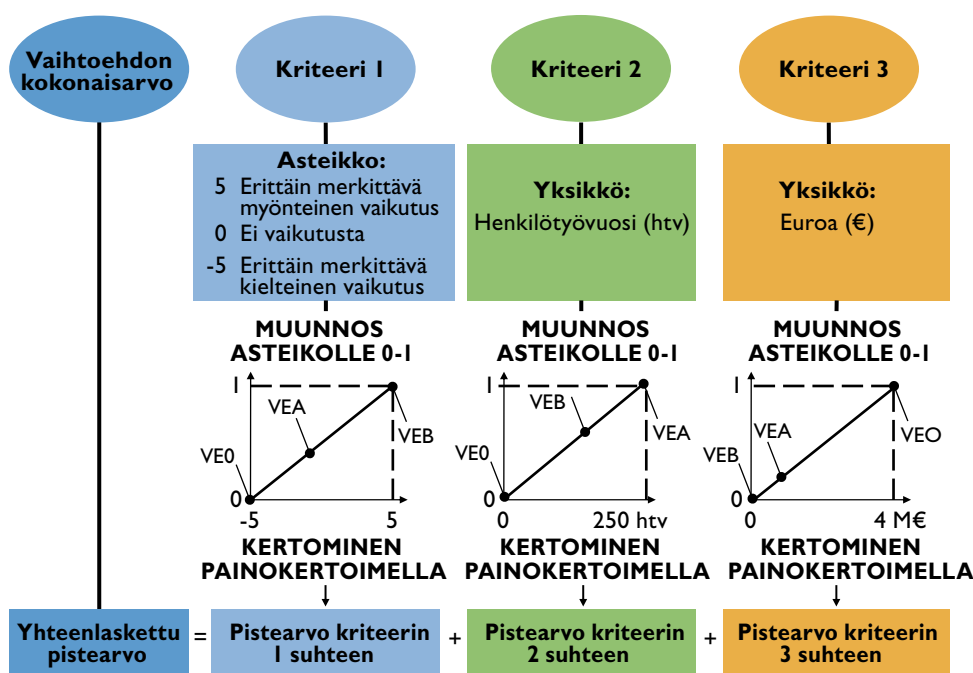 Vaihtoehdon
kokonaisarvo
Kriteeri 1
Kriteeri 2
Kriteeri 3
Asteikko:
5 Erittäin merkittävä
myönteinen vaikutus
0 Ei vaikutusta
-5 Erittäin merkittävä
kielteinen vaikutus
Yksikkö:
Henkilötyövuosi (htv)
Yksikkö:
Euroa (€)
MUUNNOS
ASTEIKOLLE 0-1
1
VEA
VEB
VE0
0
-5 5
KERTOMINEN
PAINOKERTOIMELLA
MUUNNOS
ASTEIKOLLE 0-1
1
VEB
VEA
VE0
0
0 250 htv
KERTOMINEN
PAINOKERTOIMELLA
MUUNNOS
ASTEIKOLLE 0-1
1
VEA
VEO
VEB
0
0 4 M€
KERTOMINEN
PAINOKERTOIMELLA
Yhteenlaskettu
pistearvo
=
Pistearvo kriteerin
1 suhteen
+
Pistearvo kriteerin
2 suhteen
+
Pistearvo kriteerin
3 suhteen